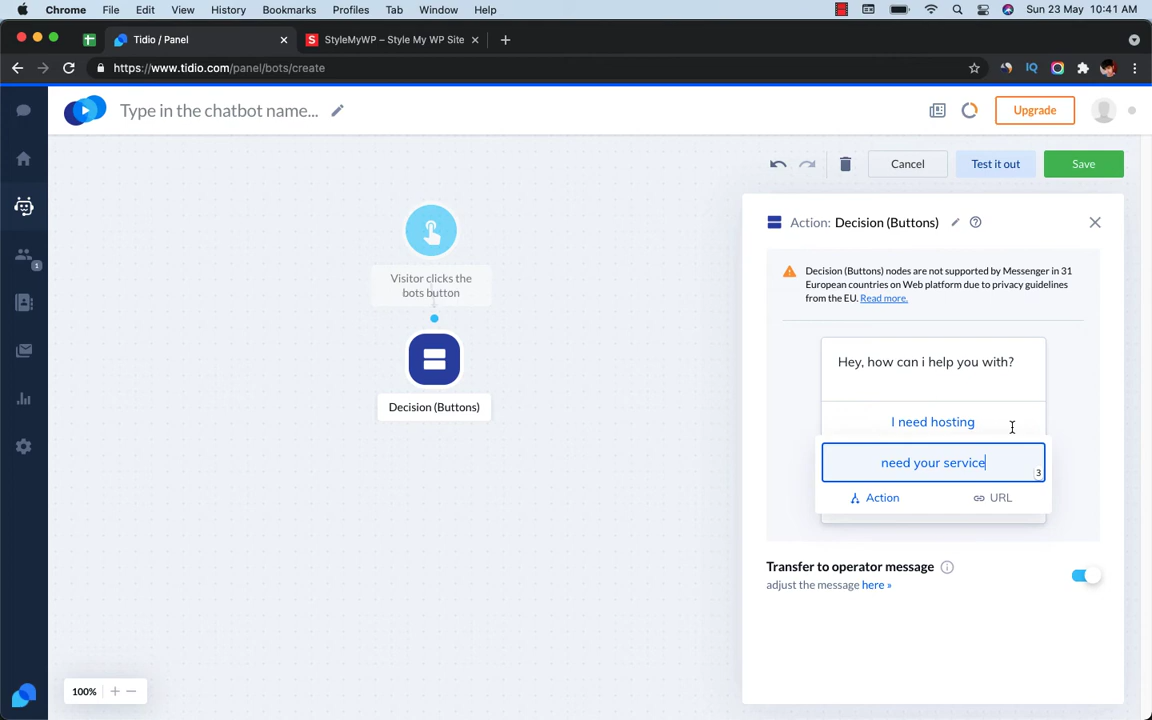 Chrome File Edit View History Bookmarks Profiles Tab Window Help Sun 23 May 10:41 AM
Tidio / Panel
S StyleMyWP – Style My WP Site
https://www.tidio.com/panel/bots/create
IQ
Type in the chatbot name...
Upgrade
Cancel
Test it out
Save
Action: Decision (Buttons)
Decision (Buttons) nodes are not supported by Messenger in 31
European countries on Web platform due to privacy guidelines
from the EU. Read more.
Visitor clicks the
bots button
Decision (Buttons)
Hey, how can i help you with?
I need hosting
need your service
3
Action
URL
Transfer to operator message
adjust the message here »
1
100%